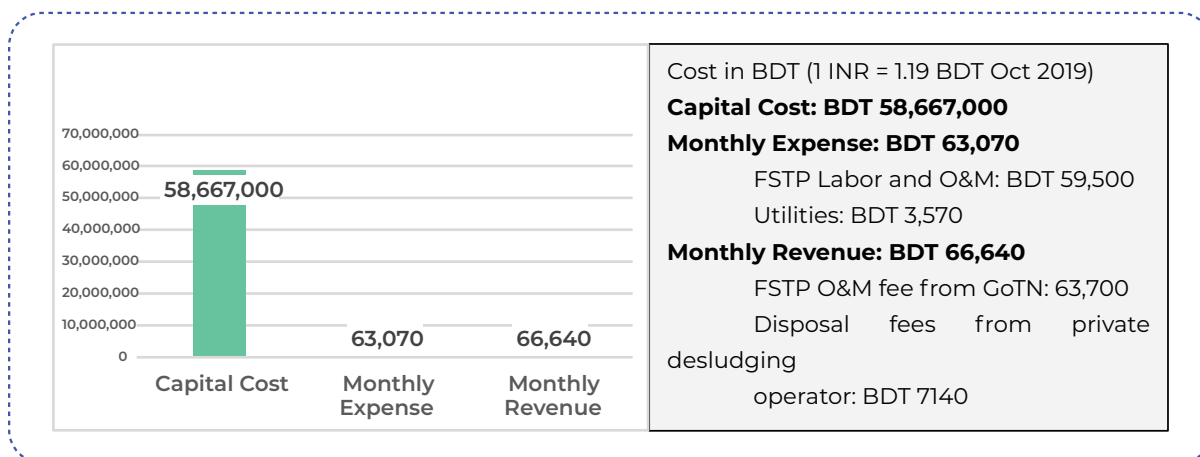 70,000,000
60,000,000
50,000,000
40,000,000
30,000,000
20,000,000
10,000,000
0
58,667,000
63,070
66,640
Capital Cost
Monthly
Expense
Monthly
Revenue
Cost in BDT (1 INR = 1.19 BDT Oct 2019)
Capital Cost: BDT 58,667,000
Monthly Expense: BDT 63,070
FSTP Labor and O&M: BDT 59,500
Utilities: BDT 3,570
Monthly Revenue: BDT 66,640
FSTP O&M fee from GoTN: 63,700
Disposal fees from private
desludging
operator: BDT 7140